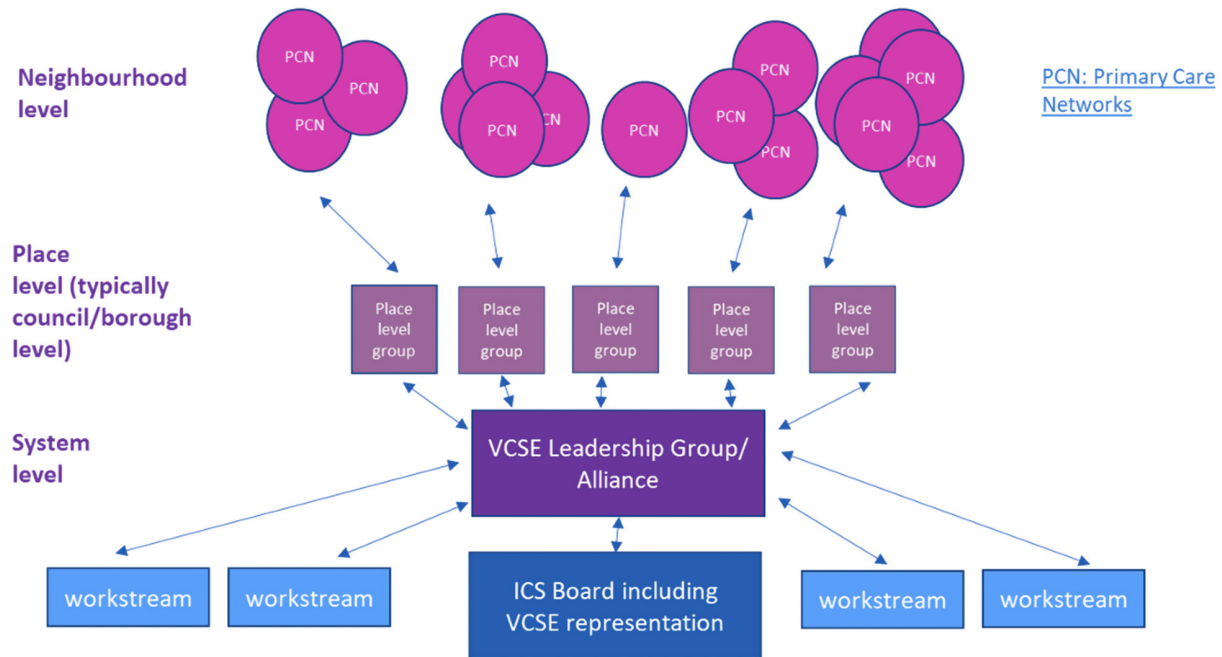 Neighbourhood
level
PCN
PCN
PCN
PCN
PCN
PCN
PCN
PCN
PCN
PCN
PCN
PCN
PCN
PCN: Primary Care
Networks
Place
level (typically
council/borough
level)
Place
level
group
Place
level
group
Place
level
group
Place
level
group
Place
level
group
System
level
VCSE Leadership Group/
Alliance
workstream
workstream
ICS Board including
VCSE representation
workstream
workstream